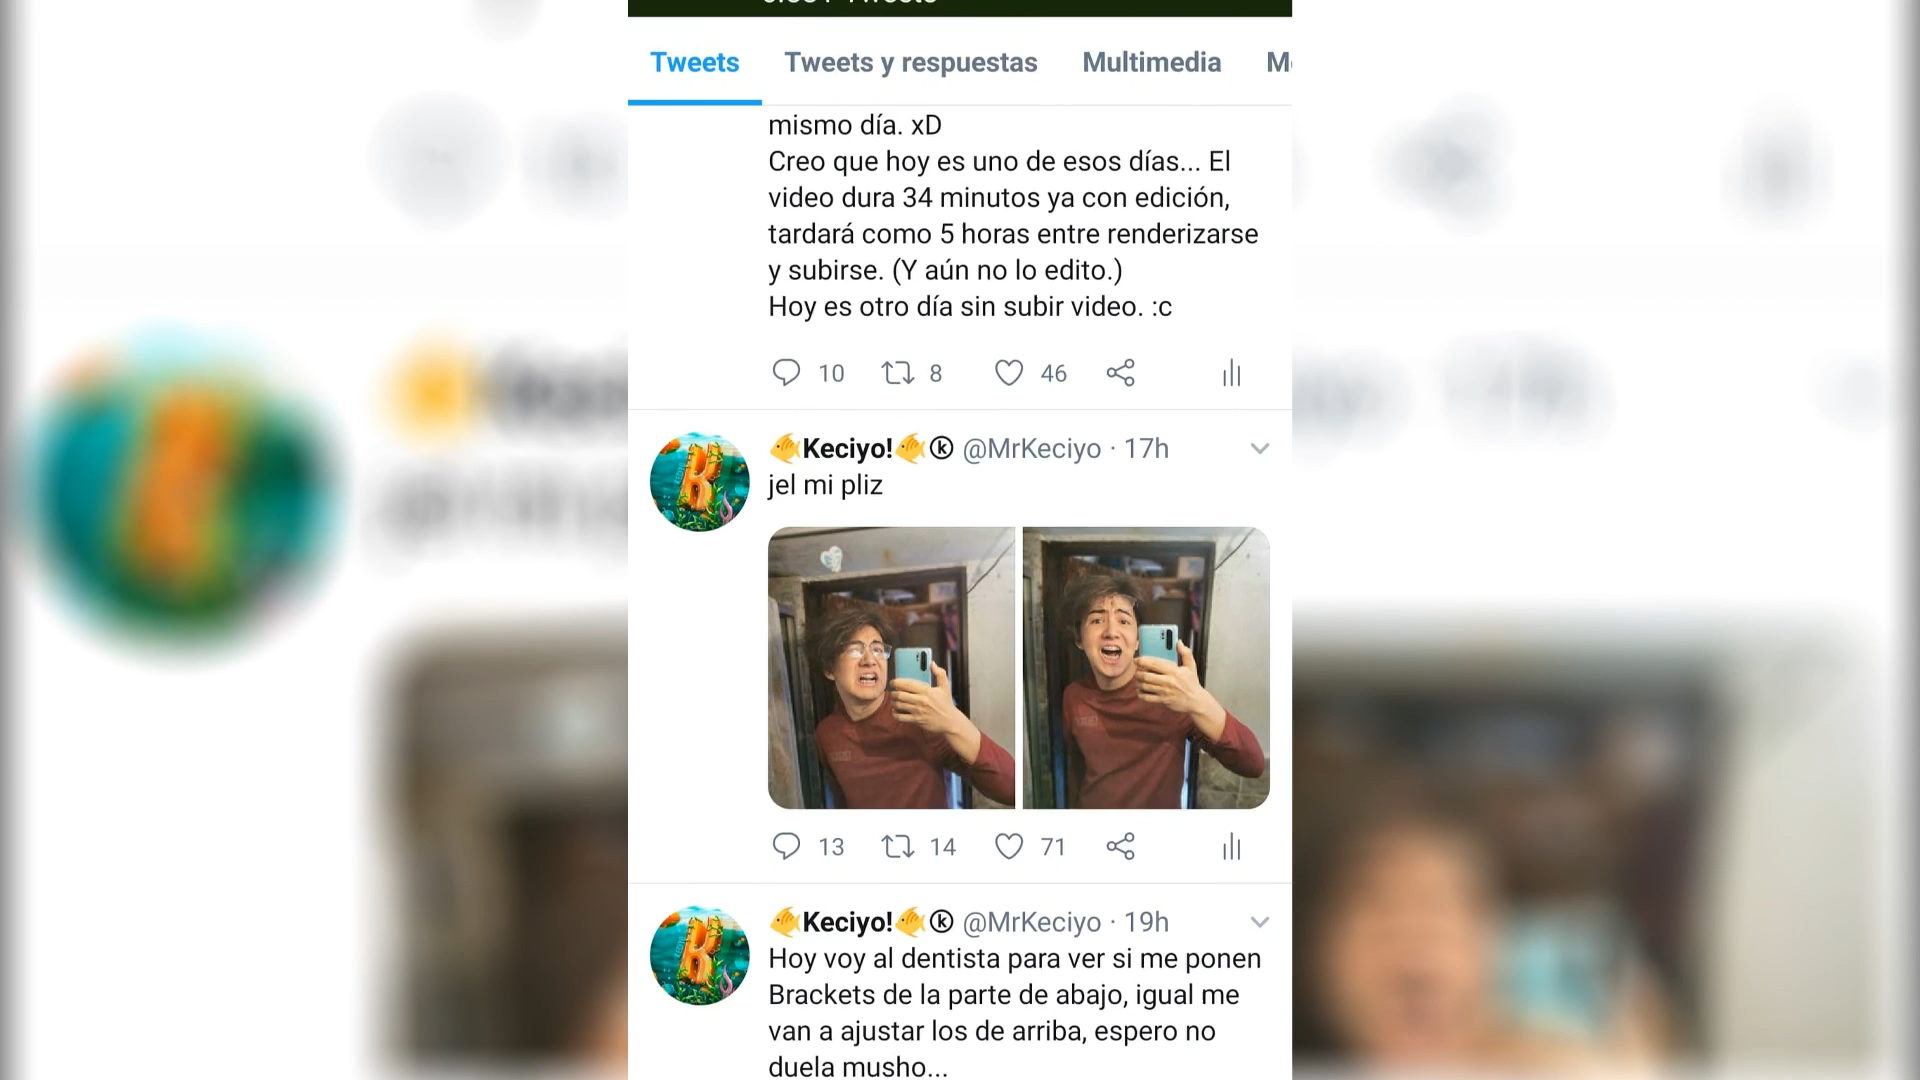 Tweets
Tweets Tweets y respuestas Multimedia
mismo día. xD
Creo que hoy es uno de esos días... El
video dura 34 minutos ya con edición,
tardará como 5 horas entre renderizarse
y subirse. (Y aún no lo edito.)
Hoy es otro día sin subir video. :c
10 8 46
🐠Keciyo!🐠ⓚ @MrKeciyo · 17h
jel mi pliz
13 14 71
🐠Keciyo!🐠ⓚ @MrKeciyo · 19h
Hoy voy al dentista para ver si me ponen
Brackets de la parte de abajo, igual me
van a ajustar los de arriba, espero no
duela musho...